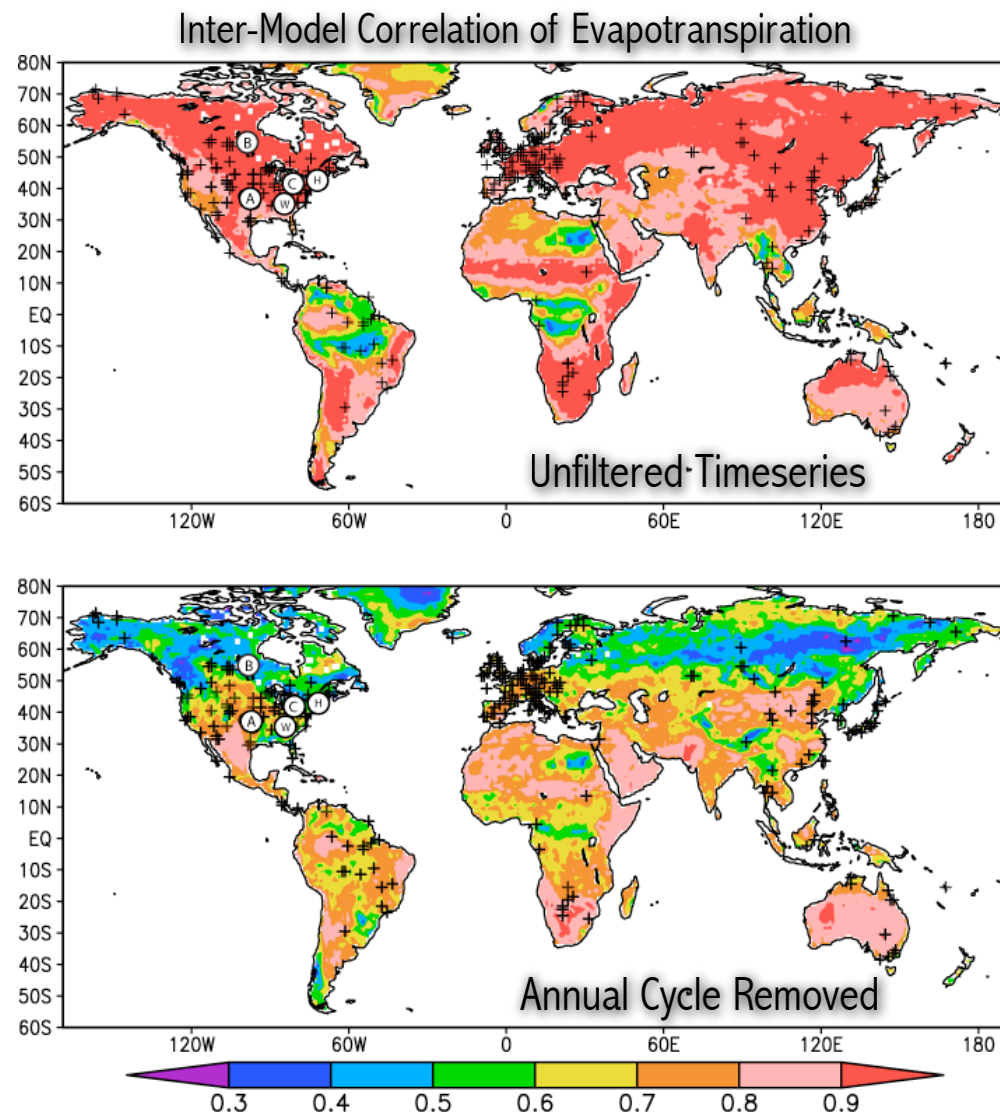 Inter-Model Correlation of Evapotranspiration
80N
70N
60N
50N
40N
30N
20N
10N
EQ
10S
20S
30S
40S
50S
60S
B
C
H
A
W
Unfiltered Timeseries
120W
60W
0
60E
120E
180
80N
70N
60N
50N
40N
30N
20N
10N
EQ
10S
20S
30S
40S
50S
60S
B
C
H
A
W
Annual Cycle Removed
120W
60W
0
60E
120E
180
0.3
0.4
0.5
0.6
0.7
0.8
0.9